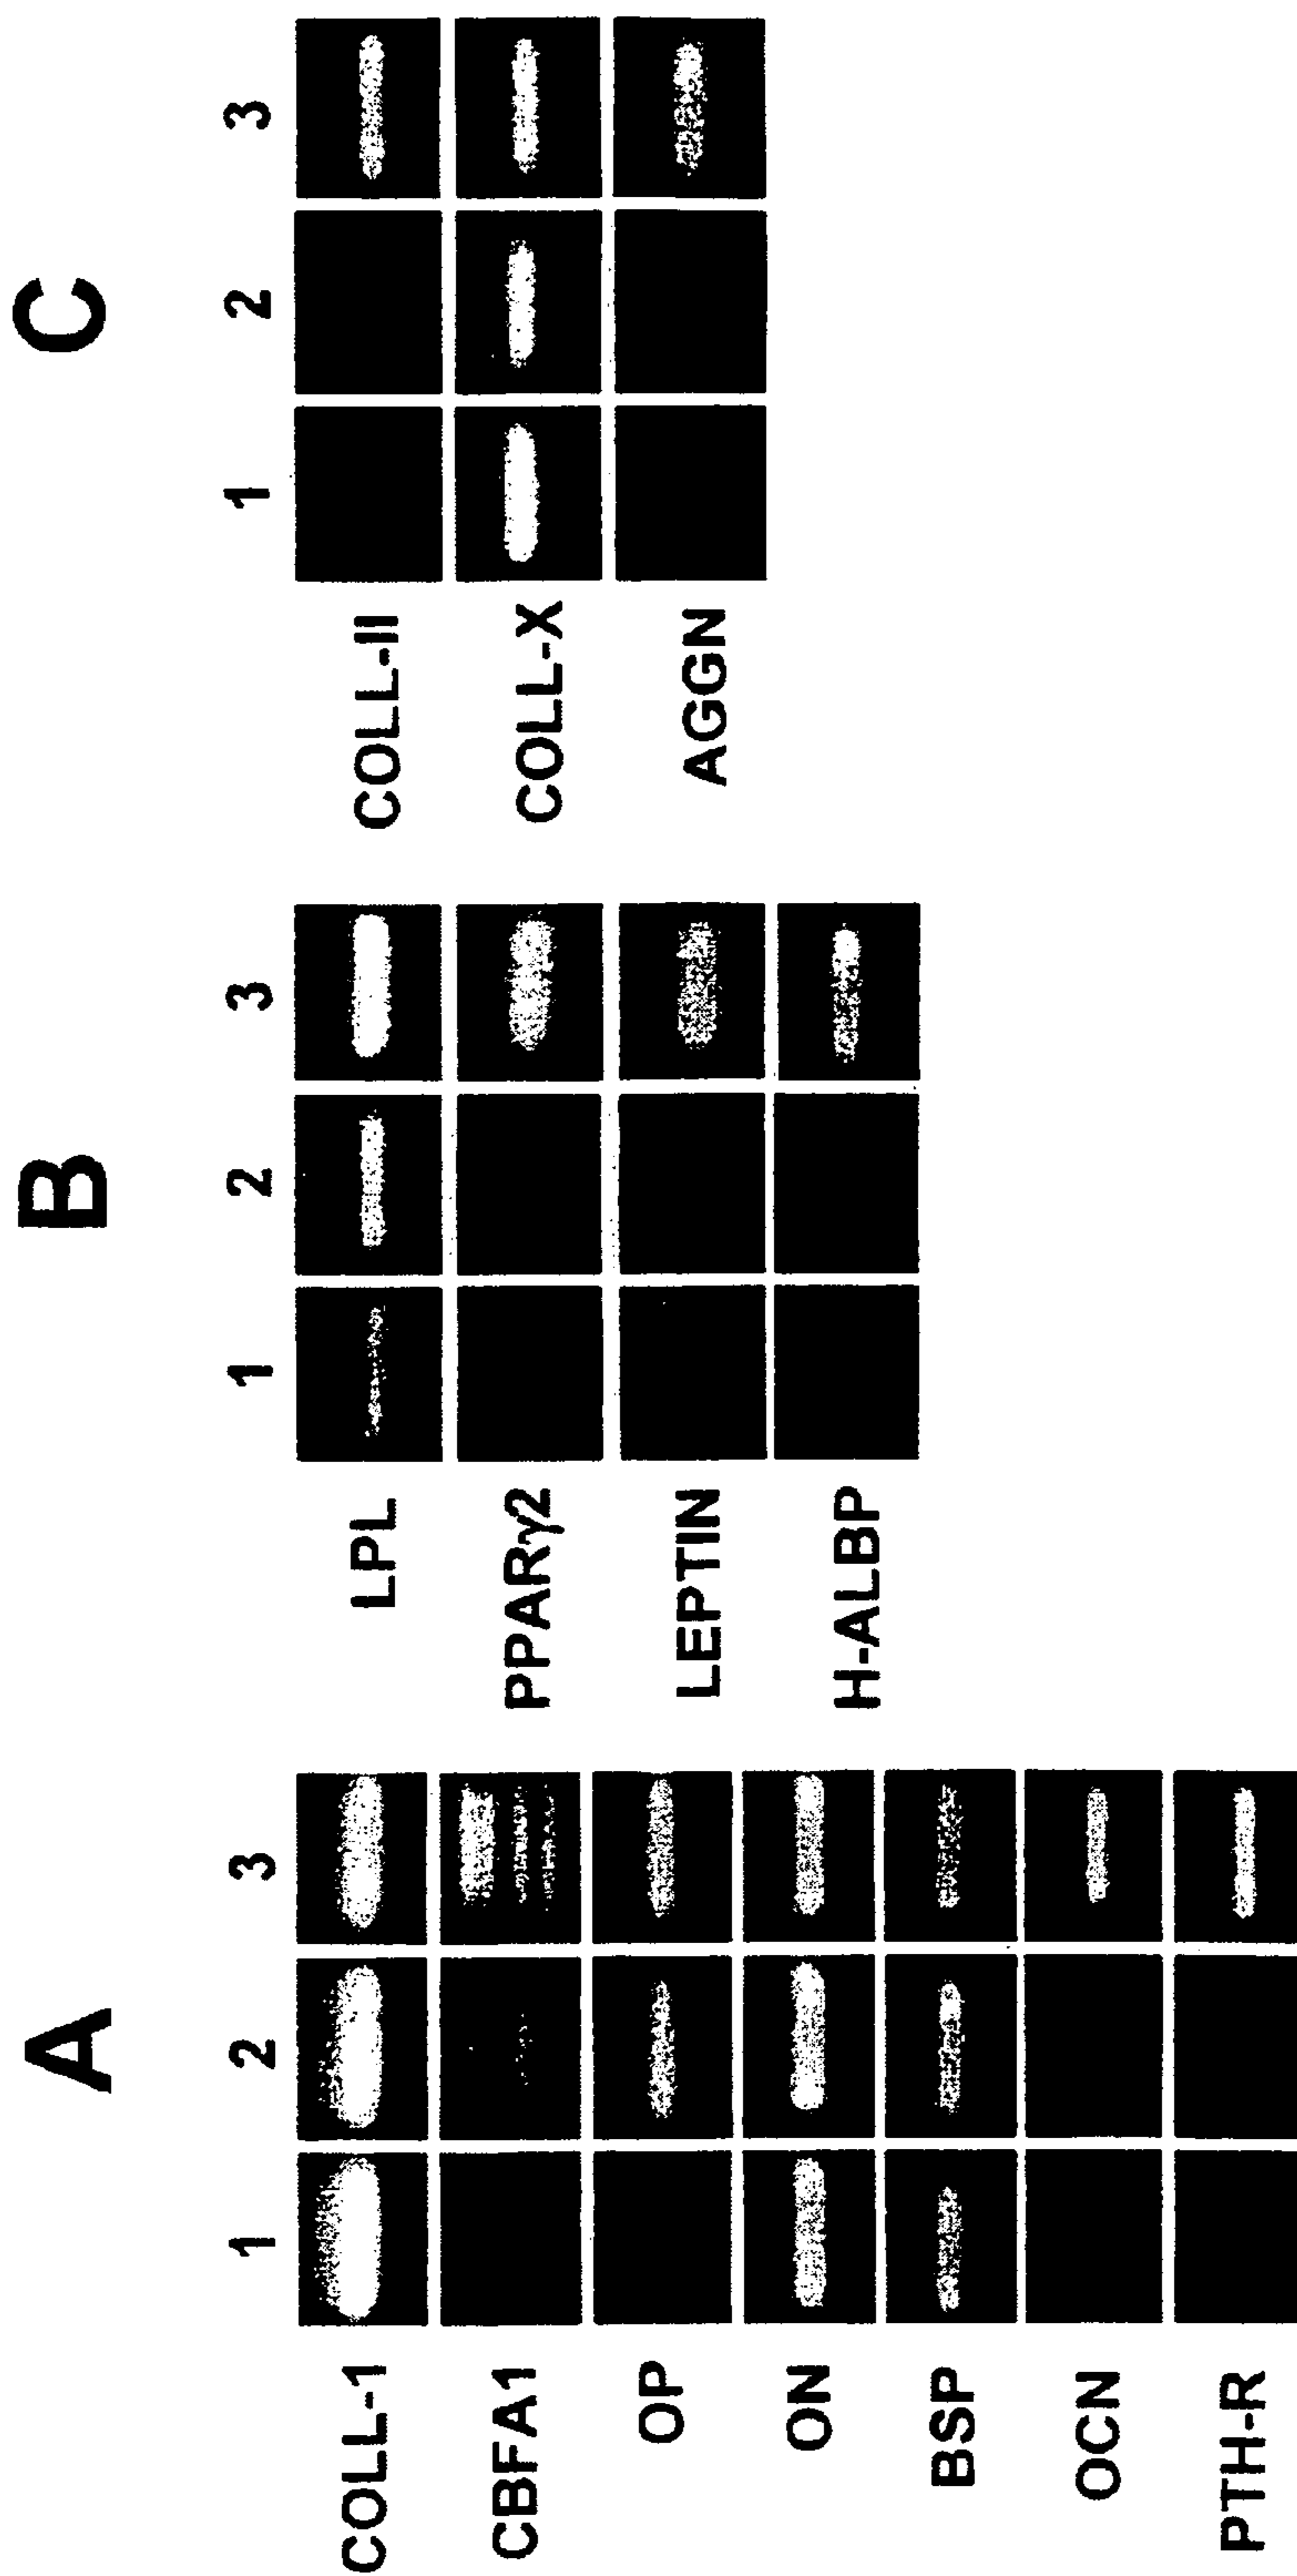 A
1 2 3
COLL-1
CBFA1
OP
ON
BSP
OCN
PTH-R
B
1 2 3
LPL
PPARγ2
LEPTIN
H-ALBP
C
1 2 3
COLL-II
COLL-X
AGGN